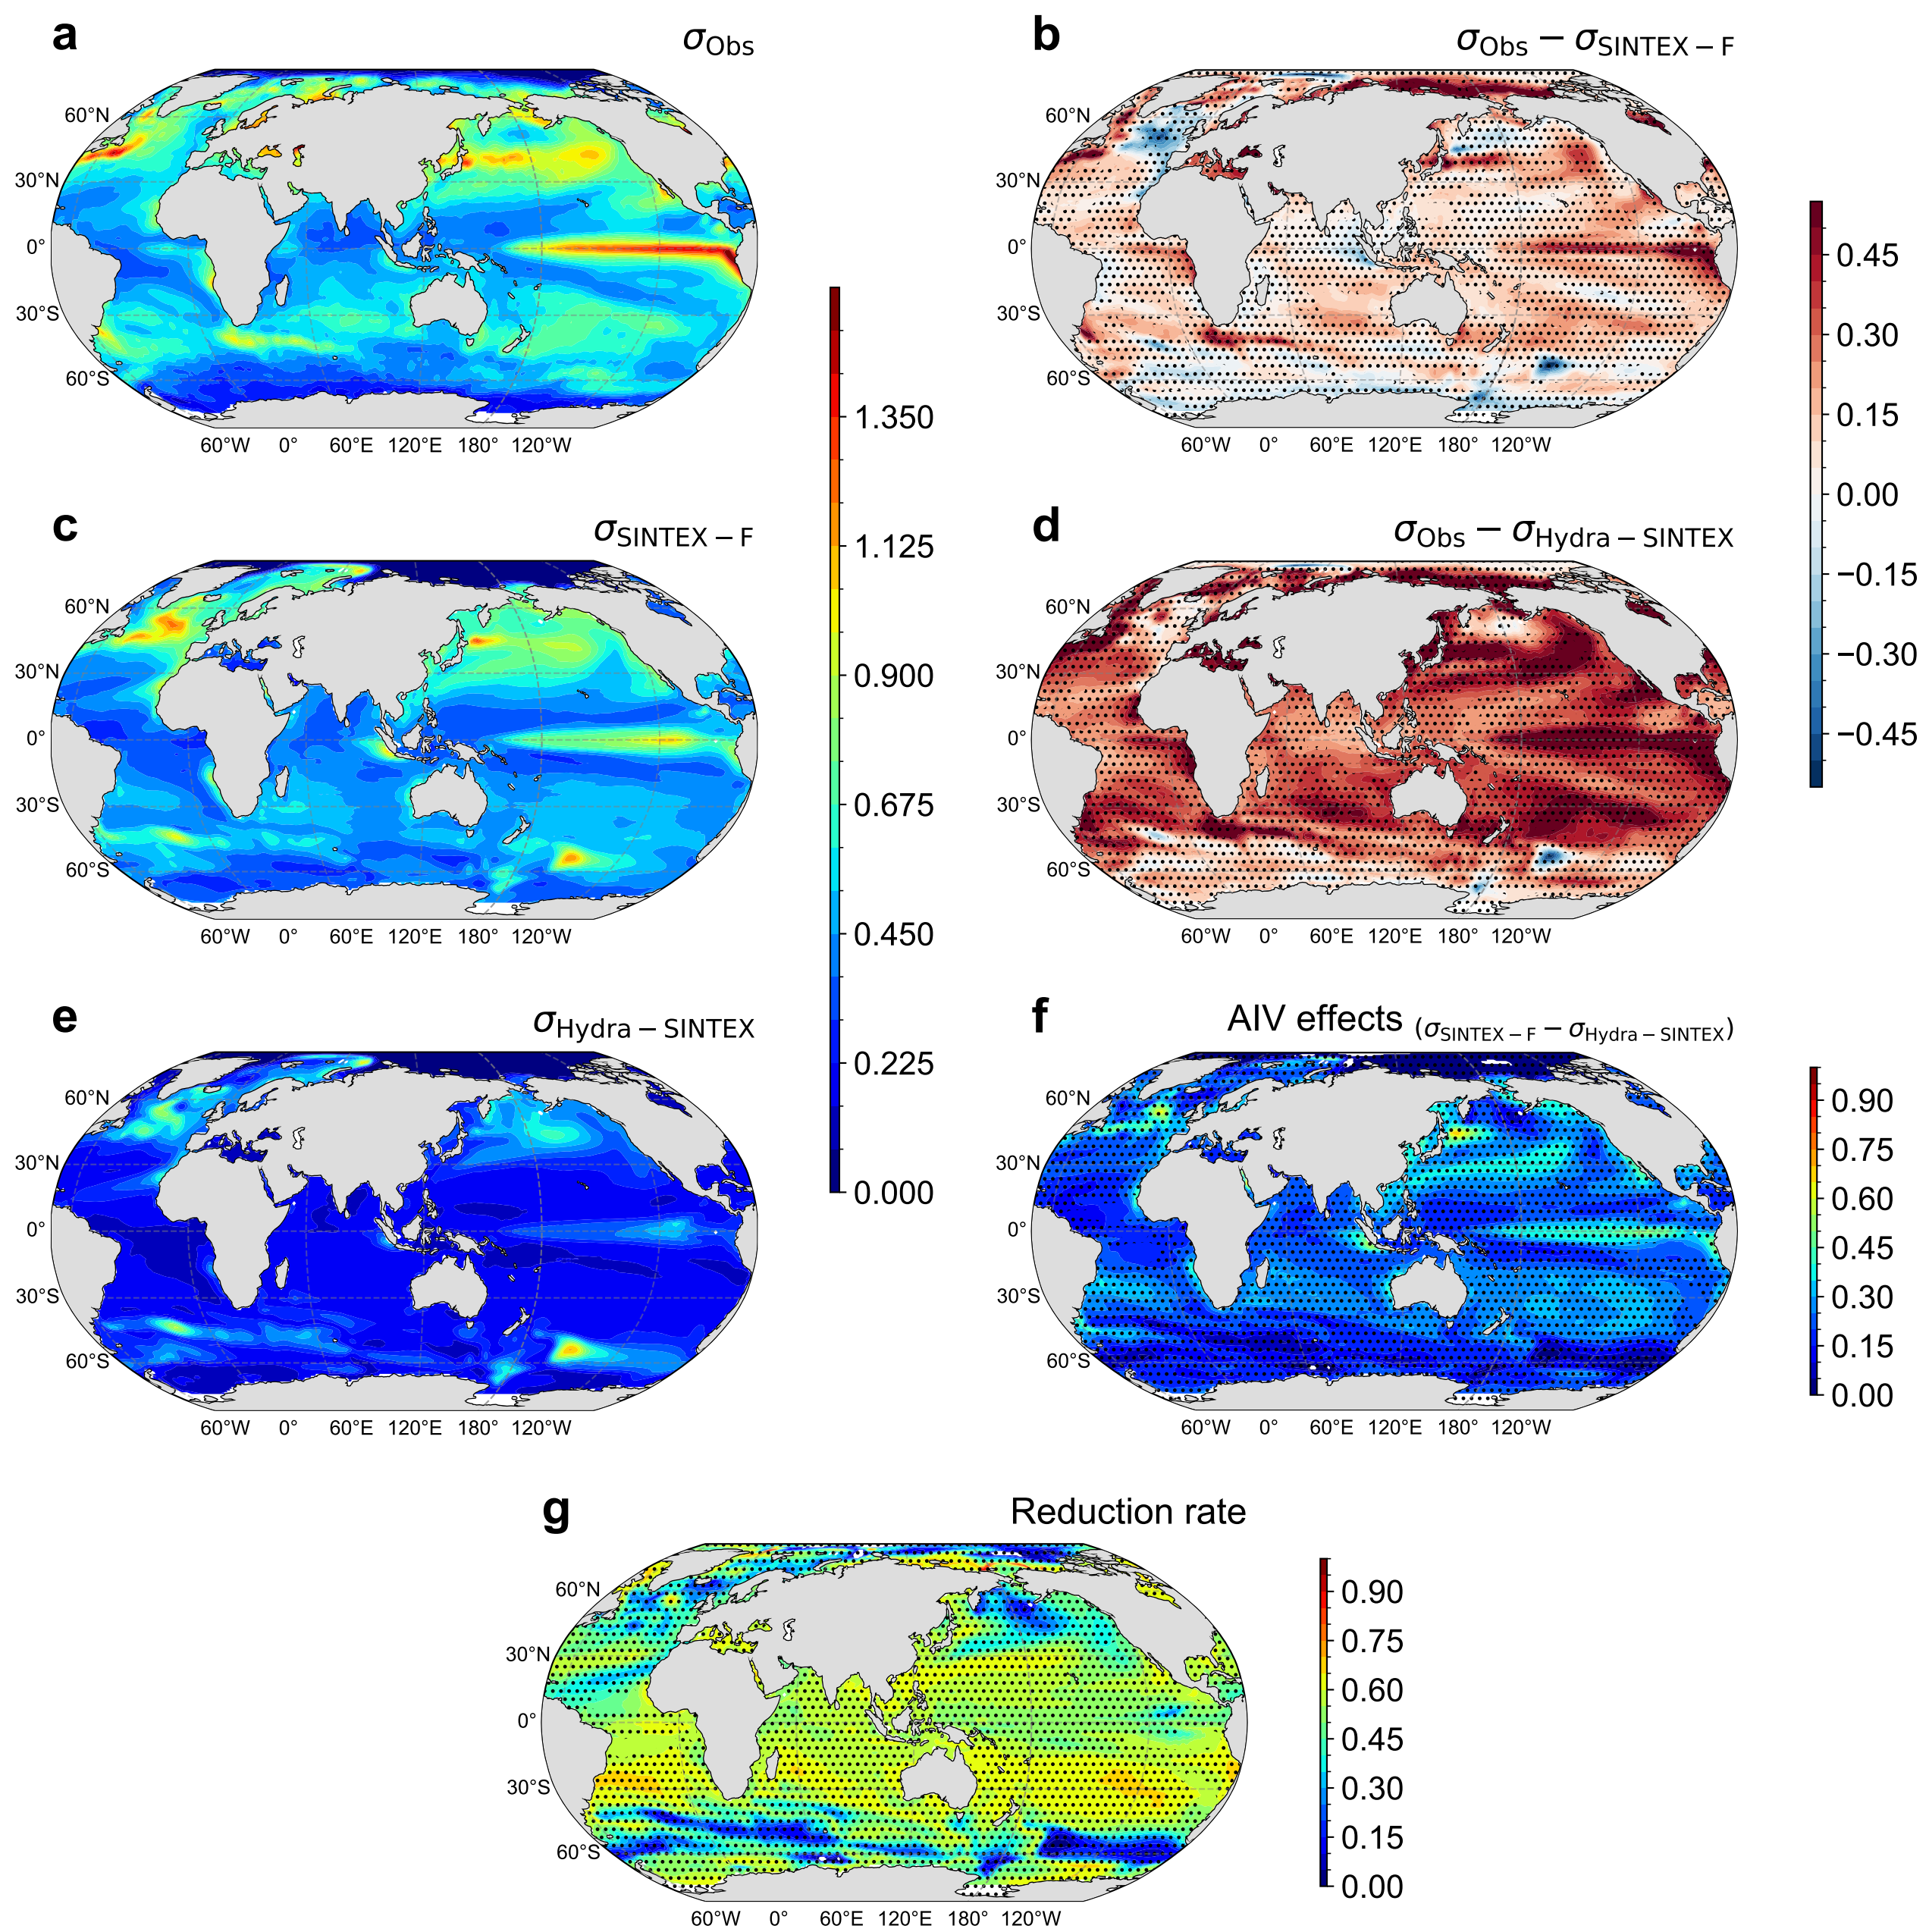 a
σObs
60°N
30°N
0°
30°S
60°S
60°W 0° 60°E 120°E 180° 120°W
b
σObs − σSINTEX − F
60°N
30°N
0°
30°S
60°S
60°W 0° 60°E 120°E 180° 120°W
c
σSINTEX − F
60°N
30°N
0°
30°S
60°S
60°W 0° 60°E 120°E 180° 120°W
1.350
1.125
0.900
0.675
0.450
0.225
0.000
d
σObs − σHydra − SINTEX
60°N
30°N
0°
30°S
60°S
60°W 0° 60°E 120°E 180° 120°W
0.45
0.30
0.15
0.00
−0.15
−0.30
−0.45
e
σHydra − SINTEX
60°N
30°N
0°
30°S
60°S
60°W 0° 60°E 120°E 180° 120°W
f
AIV effects (σSINTEX − F − σHydra − SINTEX)
60°N
30°N
0°
30°S
60°S
60°W 0° 60°E 120°E 180° 120°W
0.90
0.75
0.60
0.45
0.30
0.15
0.00
g
Reduction rate
60°N
30°N
0°
30°S
60°S
60°W 0° 60°E 120°E 180° 120°W
0.90
0.75
0.60
0.45
0.30
0.15
0.00